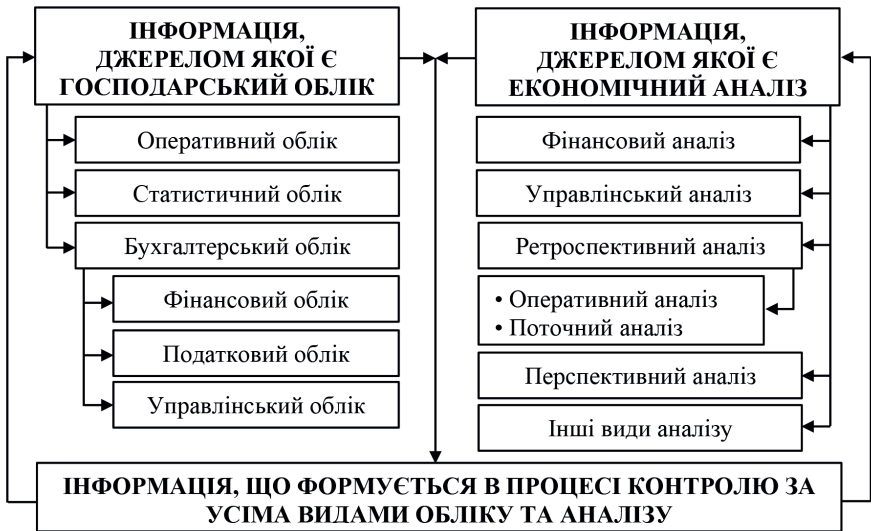 ІНФОРМАЦІЯ,
ДЖЕРЕЛОМ ЯКОЇ Є
ГОСПОДАРСЬКИЙ ОБЛІК
Оперативний облік
Статистичний облік
Бухгалтерський облік
Фінансовий облік
Податковий облік
Управлінський облік
ІНФОРМАЦІЯ,
ДЖЕРЕЛОМ ЯКОЇ Є
ЕКОНОМІЧНИЙ АНАЛІЗ
Фінансовий аналіз
Управлінський аналіз
Ретроспективний аналіз
• Оперативний аналіз
• Поточний аналіз
Перспективний аналіз
Інші види аналізу
ІНФОРМАЦІЯ, ЩО ФОРМУЄТЬСЯ В ПРОЦЕСІ КОНТРОЛЮ ЗА
УСІМА ВИДАМИ ОБЛІКУ ТА АНАЛІЗУ